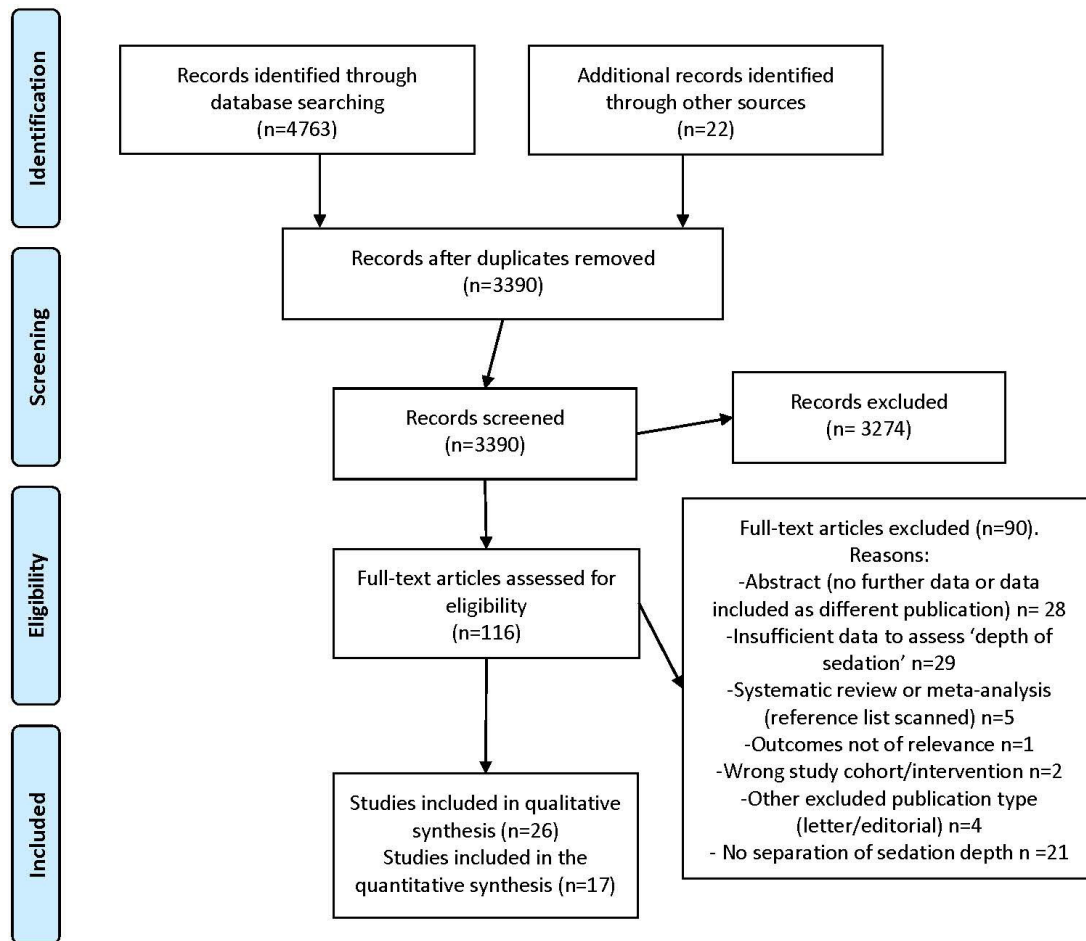 Identification
Records identified through
database searching
(n=4763)
Additional records identified
through other sources
(n=22)
Screening
Records after duplicates removed
(n=3390)
Records screened
(n=3390)
Records excluded
(n= 3274)
Eligibility
Full-text articles assessed for
eligibility
(n=116)
Full-text articles excluded (n=90).
Reasons:
-Abstract (no further data or data
included as different publication) n= 28
-Insufficient data to assess ‘depth of
sedation’ n=29
-Systematic review or meta-analysis
(reference list scanned) n=5
-Outcomes not of relevance n=1
-Wrong study cohort/intervention n=2
-Other excluded publication type
(letter/editorial) n=4
- No separation of sedation depth n =21
Included
Studies included in qualitative
synthesis (n=26)
Studies included in the
quantitative synthesis (n=17)